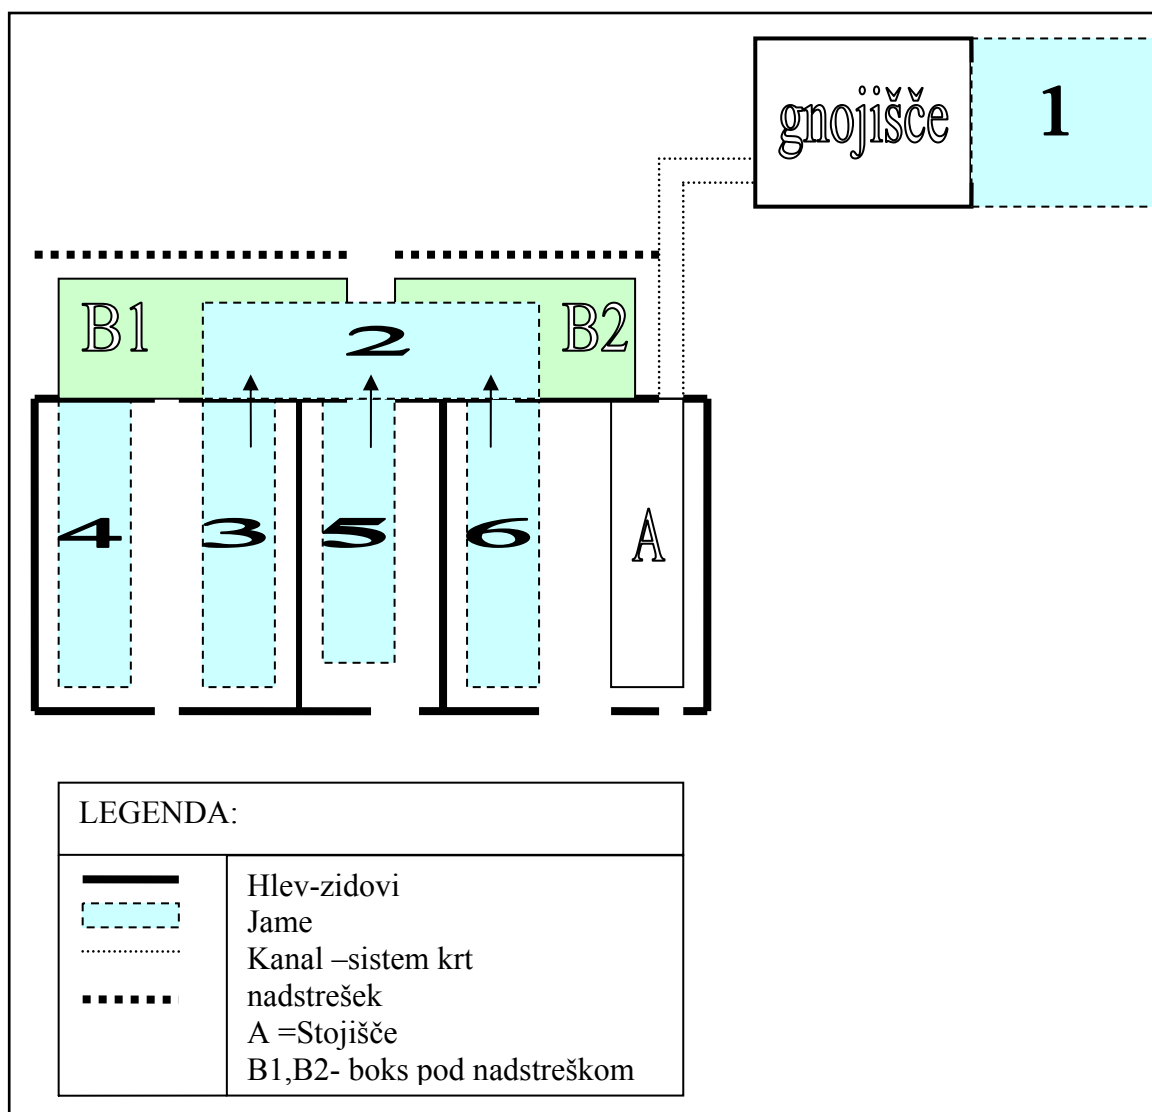 gnojišče
1
B1
2
B2
4
3
5
6
A
LEGENDA:
Hlev-zidovi
Jame
Kanal –sistem krt
nadstrešek
A =Stojišče
B1,B2- boks pod nadstreškom